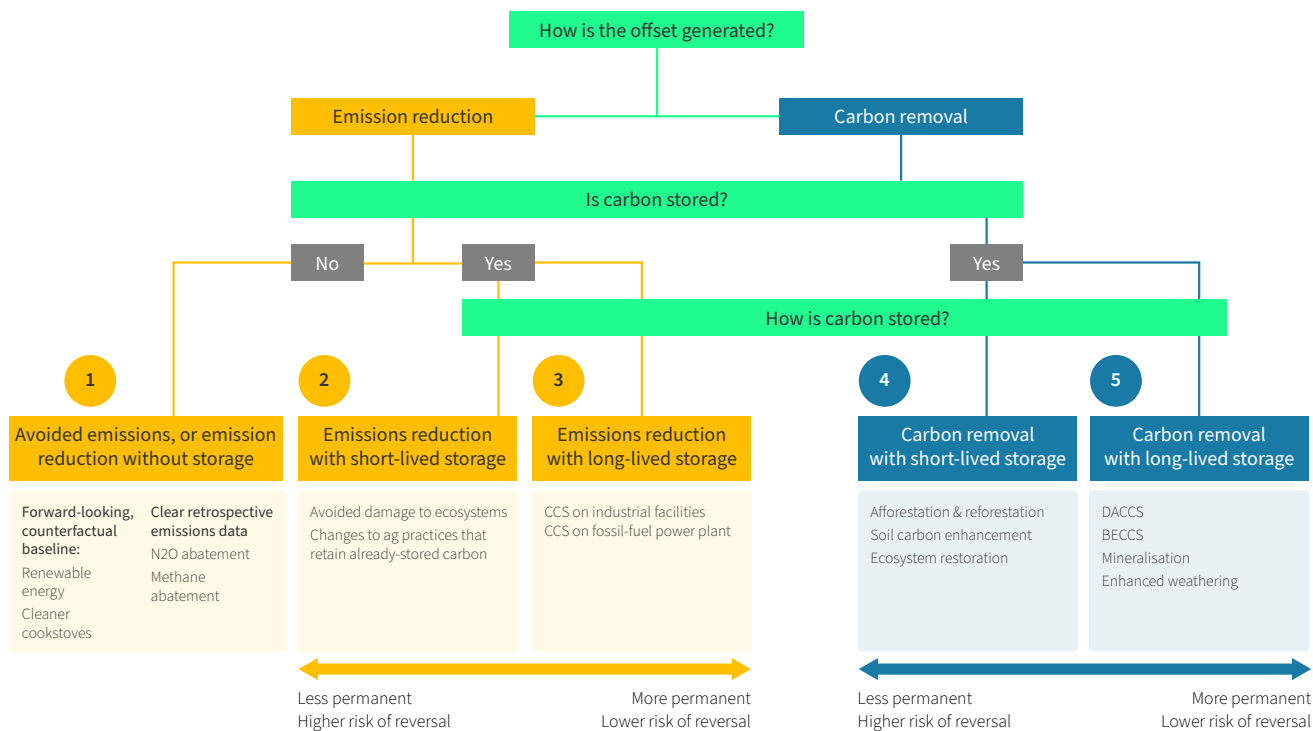 How is the offset generated?
Emission reduction
Carbon removal
Is carbon stored?
No
Yes
Yes
How is carbon stored?
1
Avoided emissions, or emission
reduction without storage
Forward-looking,
counterfactual
baseline:
Renewable
energy
Cleaner
cookstoves
Clear retrospective
emissions data
N2O abatement
Methane
abatement
2
Emissions reduction
with short-lived storage
Avoided damage to ecosystems
Changes to ag practices that
retain already-stored carbon
3
Emissions reduction
with long-lived storage
CCS on industrial facilities
CCS on fossil-fuel power plant
Less permanent
Higher risk of reversal
More permanent
Lower risk of reversal
4
Carbon removal
with short-lived storage
Afforestation & reforestation
Soil carbon enhancement
Ecosystem restoration
5
Carbon removal
with long-lived storage
DACCS
BECCS
Mineralisation
Enhanced weathering
Less permanent
Higher risk of reversal
More permanent
Lower risk of reversal